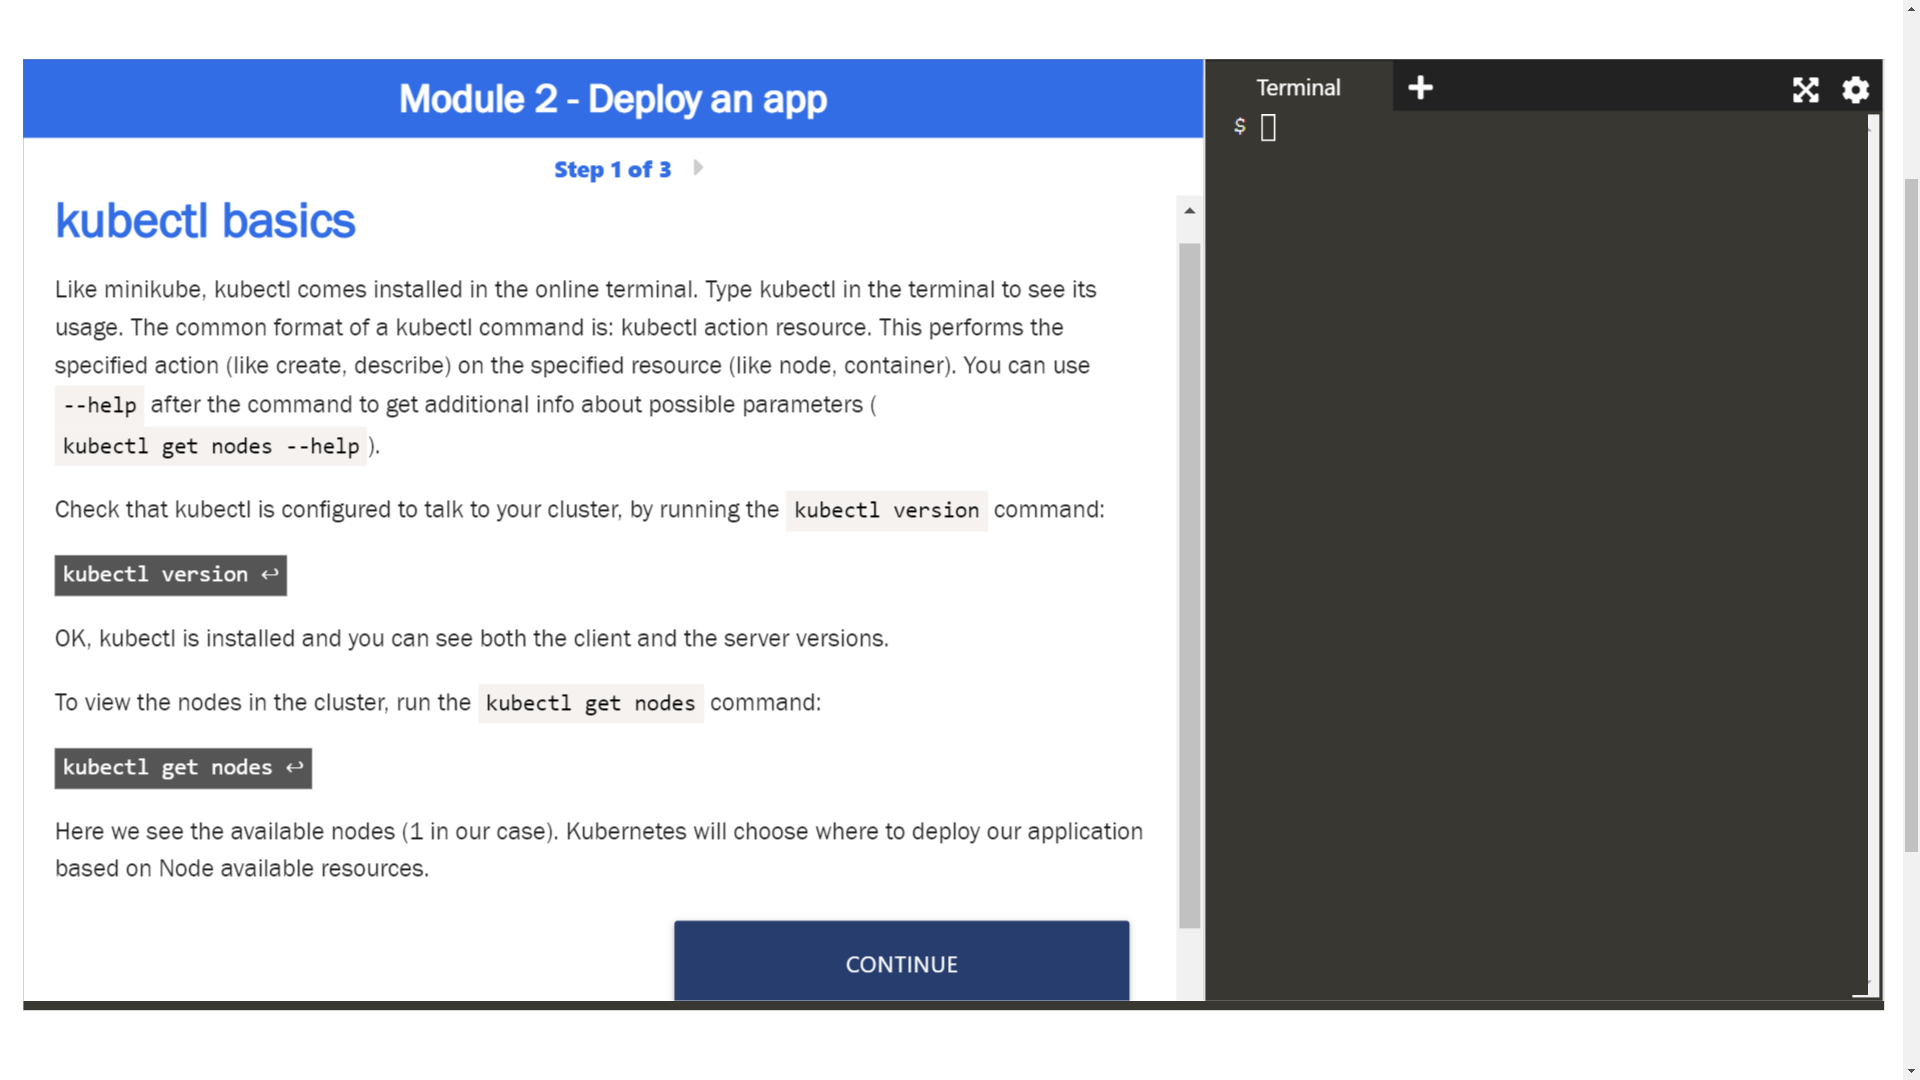 Module 2 - Deploy an app
Step 1 of 3
kubectl basics
Like minikube, kubectl comes installed in the online terminal. Type kubectl in the terminal to see its
usage. The common format of a kubectl command is: kubectl action resource. This performs the
specified action (like create, describe) on the specified resource (like node, container). You can use
--help after the command to get additional info about possible parameters (
kubectl get nodes --help ).
Check that kubectl is configured to talk to your cluster, by running the kubectl version command:
kubectl version ↩
OK, kubectl is installed and you can see both the client and the server versions.
To view the nodes in the cluster, run the kubectl get nodes command:
kubectl get nodes ↩
Here we see the available nodes (1 in our case). Kubernetes will choose where to deploy our application
based on Node available resources.
CONTINUE
Terminal
$